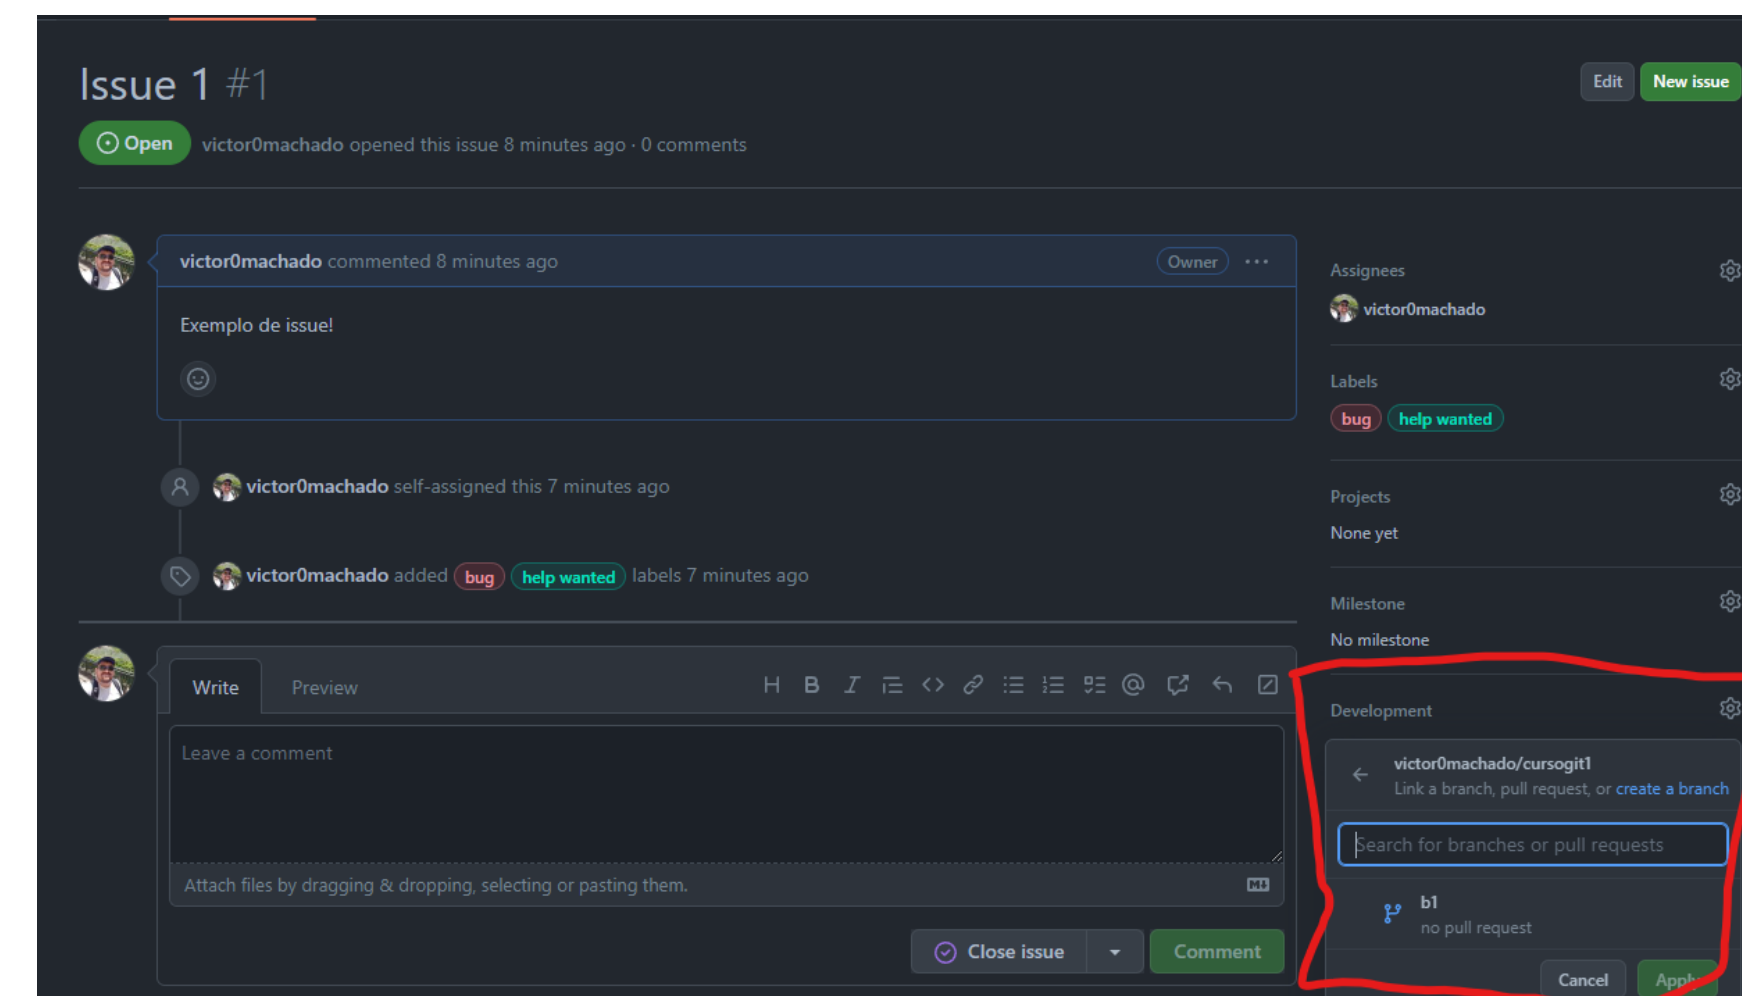 Issue 1 #1
Edit
New issue
Open
victor0machado opened this issue 8 minutes ago · 0 comments
victor0machado commented 8 minutes ago
Owner
Exemplo de issue!
victor0machado self-assigned this 7 minutes ago
victor0machado added bug help wanted labels 7 minutes ago
Write
Preview
Leave a comment
Attach files by dragging & dropping, selecting or pasting them.
Close issue
Comment
Assignees
victor0machado
Labels
bug help wanted
Projects
None yet
Milestone
No milestone
Development
victor0machado/cursogit1
Link a branch, pull request, or create a branch
Search for branches or pull requests
b1
no pull request
Cancel
Apply